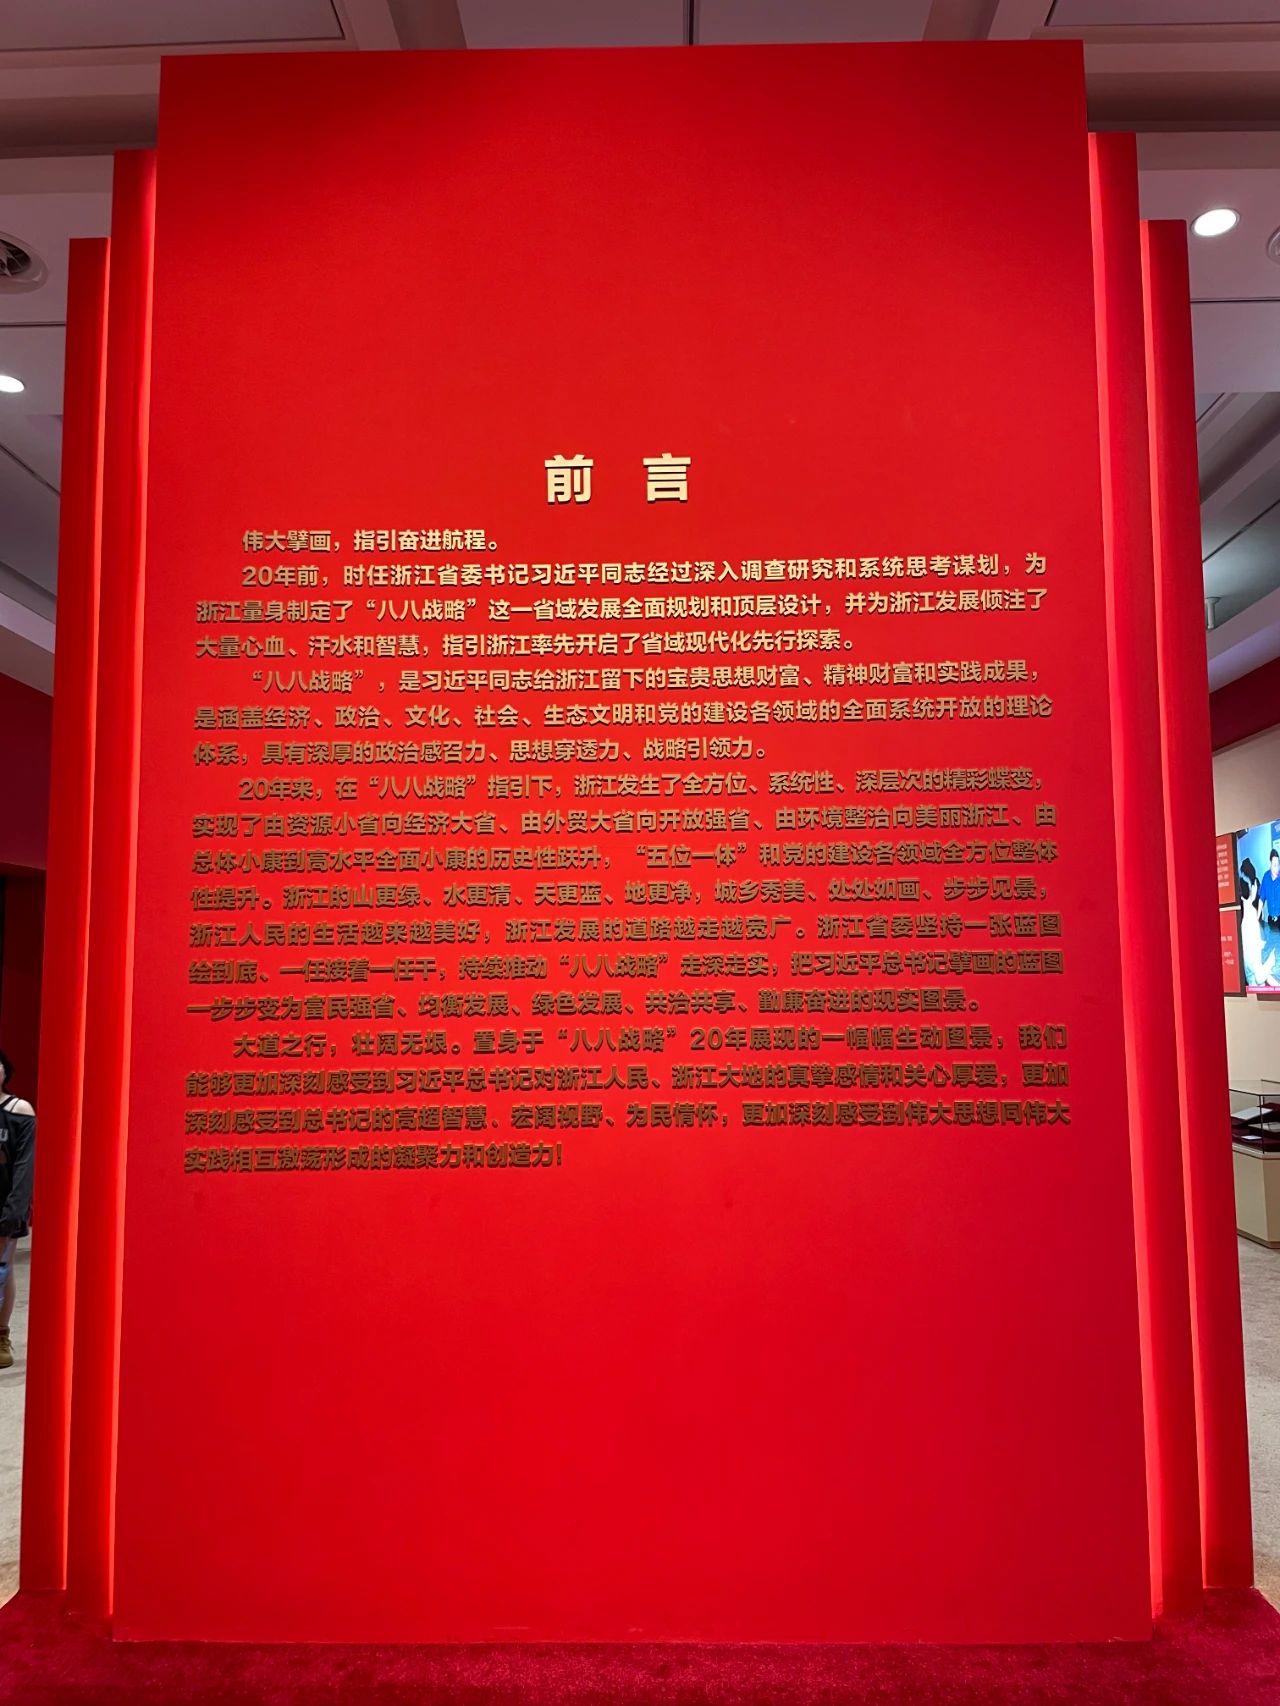 前 言
伟大擘画，指引奋进航程。
20年前，时任浙江省委书记习近平同志经过深入调查研究和系统思考谋划，为
浙江量身制定了“八八战略”这一省域发展全面规划和顶层设计，并为浙江发展倾注了
大量心血、汗水和智慧，指引浙江率先开启了省域现代化先行探索。
“八八战略”，是习近平同志给浙江留下的宝贵思想财富、精神财富和实践成果，
是涵盖经济、政治、文化、社会、生态文明和党的建设各领域的全面系统开放的理论
体系，具有深厚的政治感召力、思想穿透力、战略引领力。
20年来，在“八八战略”指引下，浙江发生了全方位、系统性、深层次的精彩蝶变，
实现了由资源小省向经济大省、由外贸大省向开放强省、由环境整治向美丽浙江、由
总体小康到高水平全面小康的历史性跃升，“五位一体”和党的建设各领域全方位整体
性提升。浙江的山更绿、水更清、天更蓝、地更净，城乡秀美、处处如画、步步见景，
浙江人民的生活越来越美好，浙江发展的道路越走越宽广。浙江省委坚持一张蓝图
绘到底、一任接着一任干，持续推动“八八战略”走深走实，把习近平总书记擘画的蓝图
一步步变为富民强省、均衡发展、绿色发展、共治共享、勤廉奋进的现实图景。
大道之行，壮阔无垠。置身于“八八战略”20年展现的一幅幅生动图景，我们
能够更加深刻感受到习近平总书记对浙江人民、浙江大地的真挚感情和关心厚爱，更加
深刻感受到总书记的高超智慧、宏阔视野、为民情怀，更加深刻感受到伟大思想同伟大
实践相互激荡形成的凝聚力和创造力！